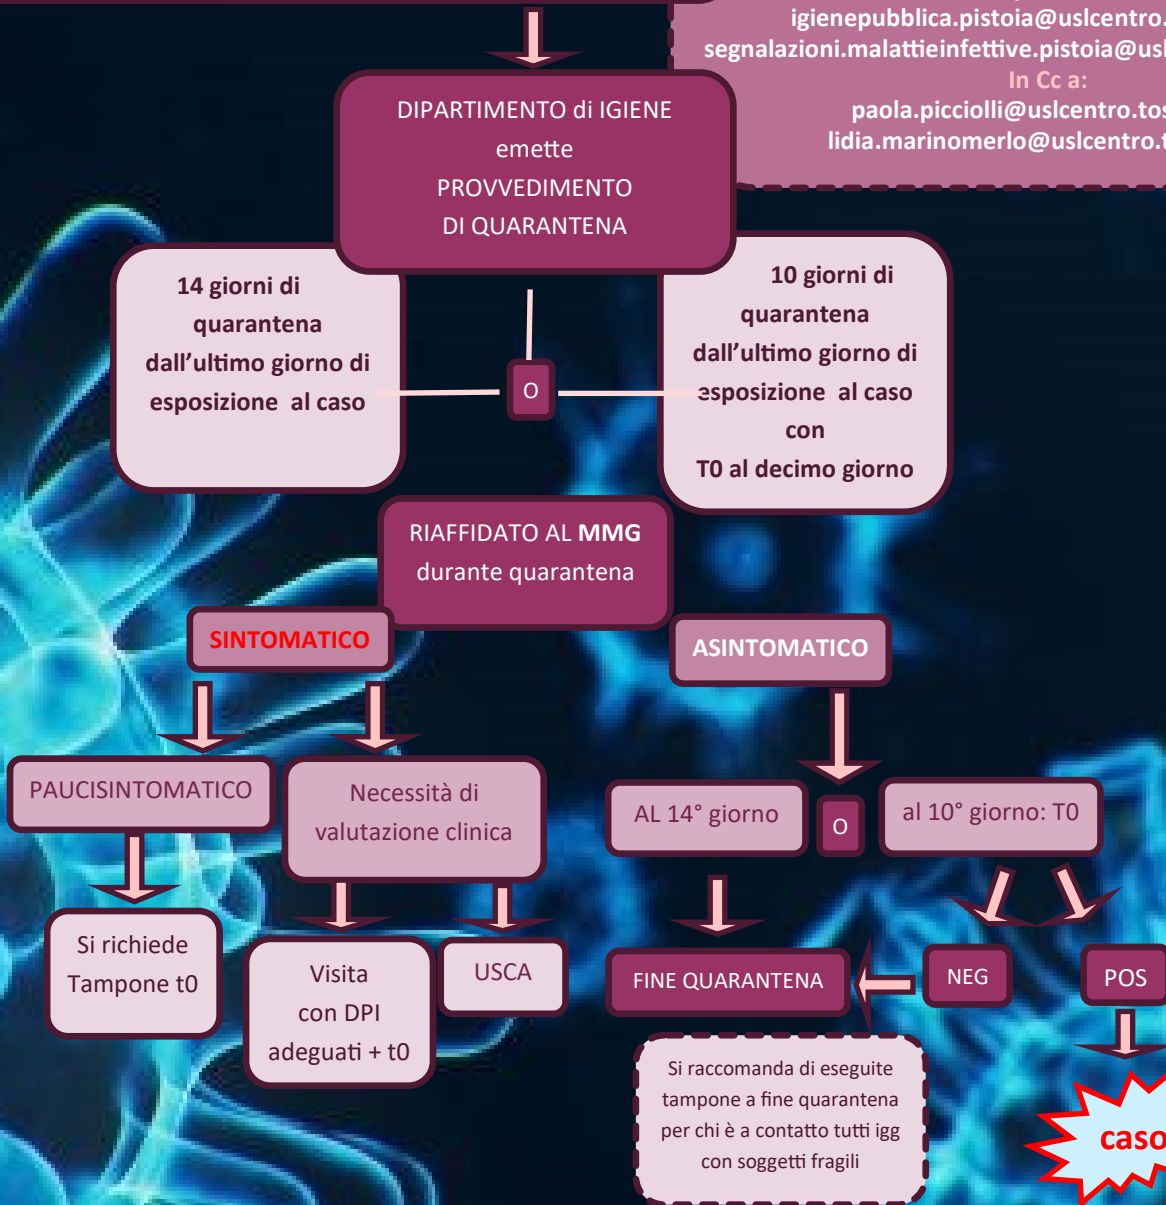 igienepubblica.pistoia@uslcentro.
segnalazioni.malattieinfettive.pistoia@usl
In Cc a:
paola.picciolli@uslcentro.tos
lidia.marinomerlo@uslcentro.t
DIPARTIMENTO di IGIENE
emette
PROVVEDIMENTO
DI QUARANTENA
14 giorni di
quarantena
dall'ultimo giorno di
esposizione al caso
O
10 giorni di
quarantena
dall'ultimo giorno di
esposizione al caso
con
T0 al decimo giorno
RIAFFIDATO AL MMG
durante quarantena
SINTOMATICO
ASINTOMATICO
PAUCISINTOMATICO
Necessità di
valutazione clinica
AL 14° giorno
O
al 10° giorno: T0
Si richiede
Tampone t0
Visita
con DPI
adeguati + t0
USCA
FINE QUARANTENA
NEG
POS
Si raccomanda di eseguite
tampone a fine quarantena
per chi è a contatto tutti igg
con soggetti fragili
caso